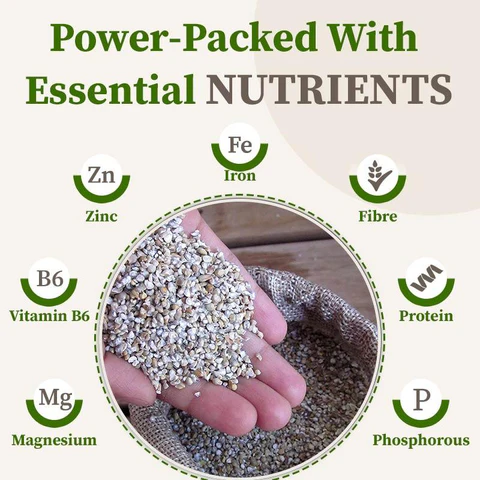 Power-Packed With
Essential NUTRIENTS
Fe
Iron
Zn
Zinc
Fibre
B6
Vitamin B6
Protein
Mg
Magnesium
P
Phosphorous